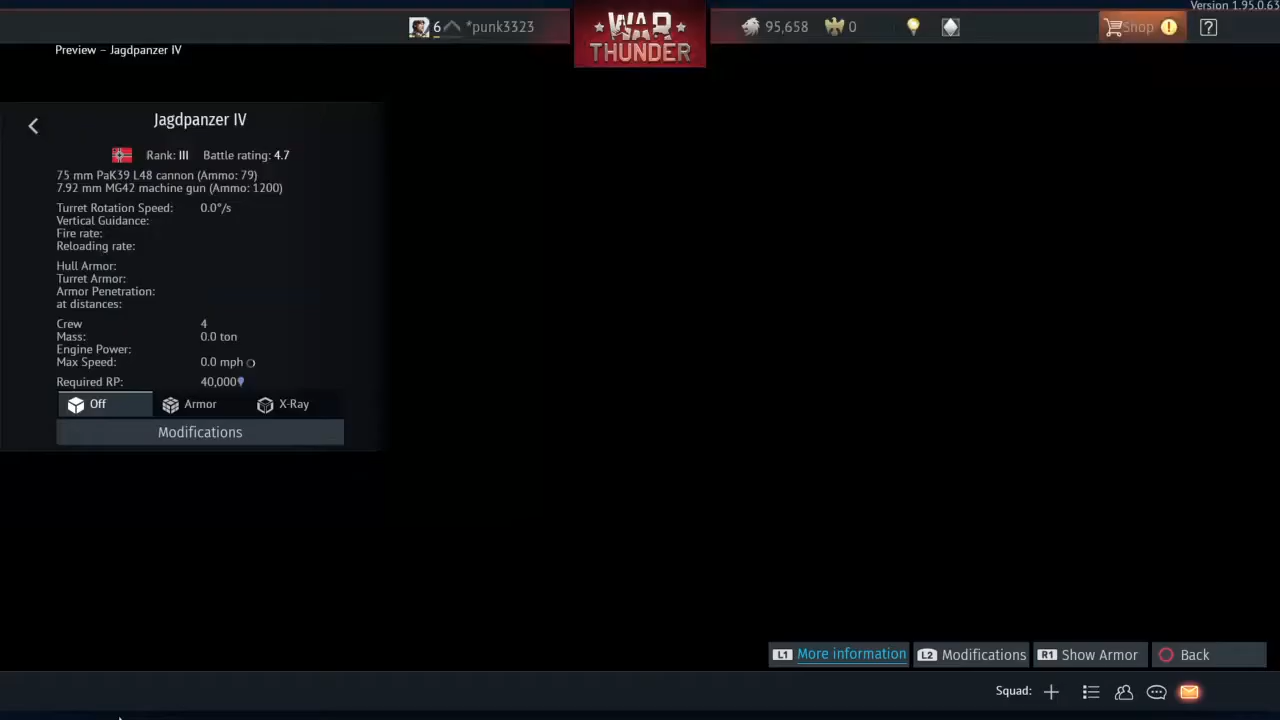 Version 1.95.0.63
6 *punk3323
WAR
THUNDER
95,658
0
Shop
Preview – Jagdpanzer IV
Jagdpanzer IV
Rank: III Battle rating: 4.7
75 mm PaK39 L48 cannon (Ammo: 79)
7.92 mm MG42 machine gun (Ammo: 1200)
Turret Rotation Speed: 0.0°/s
Vertical Guidance:
Fire rate:
Reloading rate:
Hull Armor:
Turret Armor:
Armor Penetration:
at distances:
Crew 4
Mass: 0.0 ton
Engine Power:
Max Speed: 0.0 mph
Required RP: 40,000
Off Armor X-Ray
Modifications
L1 More information L2 Modifications R1 Show Armor Back
Squad: